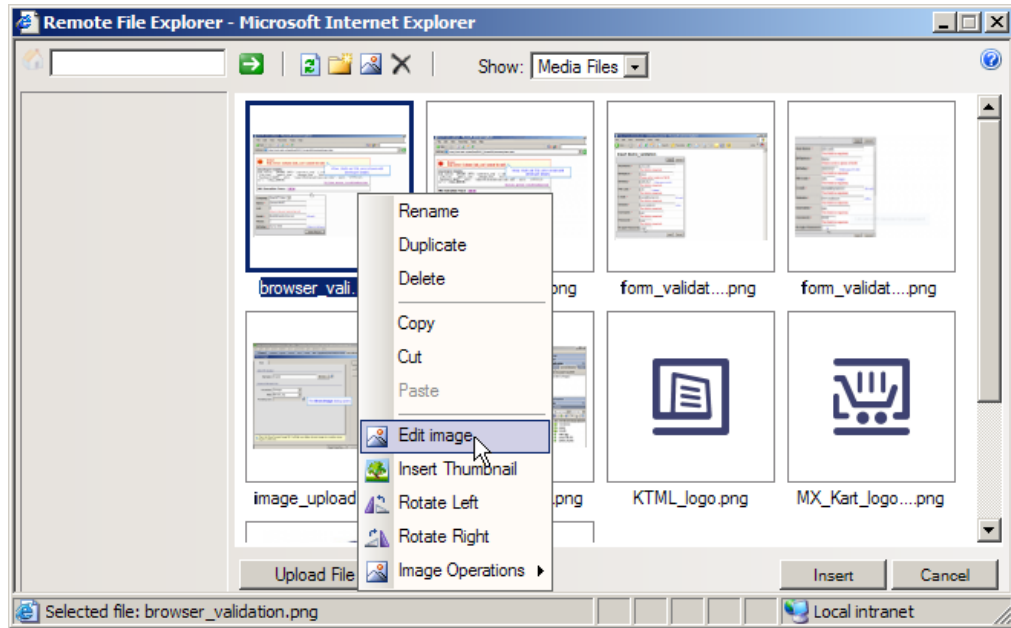 Remote File Explorer - Microsoft Internet Explorer
Show: Media Files
browser_vali.
ong
form_validat....png
form_validat....png
Rename
Duplicate
Delete
Copy
Cut
Paste
Edit image
Insert Thumbnail
Rotate Left
Rotate Right
Image Operations
image_upload
.png
KTML_logo.png
MX_Kart_logo....png
Upload File
Insert
Cancel
Selected file: browser_validation.png
Local intranet